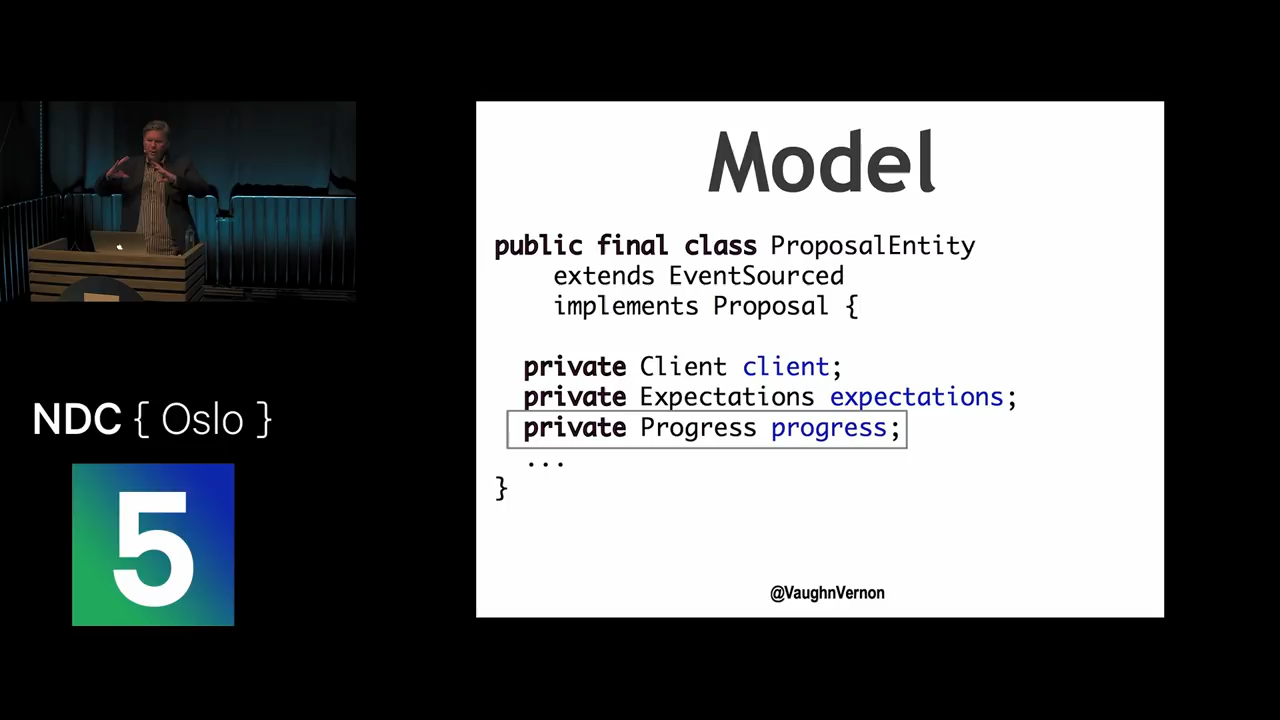 Model
public final class ProposalEntity
extends EventSourced
implements Proposal {
private Client client;
private Expectations expectations;
private Progress progress;
...
}
@VaughnVernon
NDC { Oslo }
5